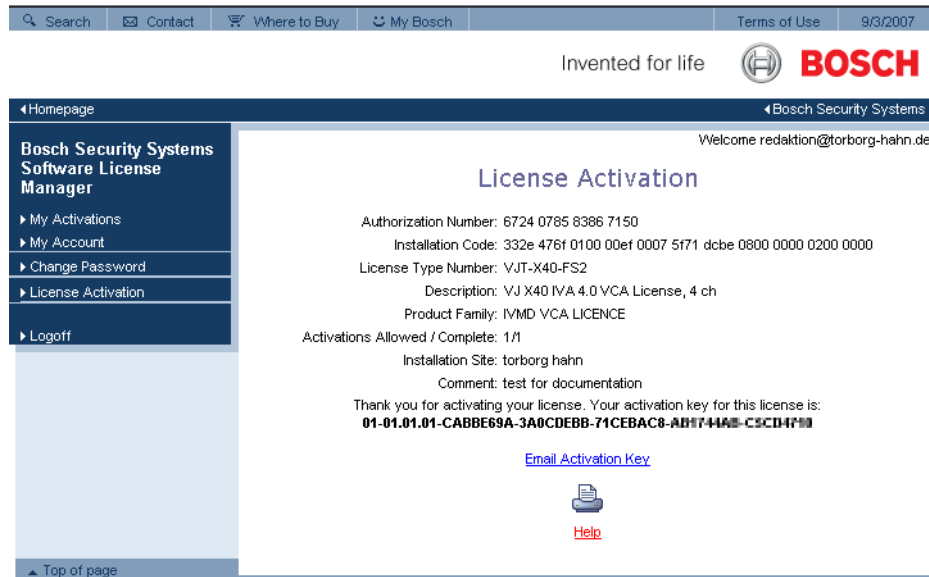 Search Contact Where to Buy My Bosch Terms of Use 9/3/2007
Invented for life BOSCH
Homepage Bosch Security Systems
Welcome redaktion@torborg-hahn.de
Bosch Security Systems
Software License
Manager
My Activations
My Account
Change Password
License Activation
Logoff
License Activation
Authorization Number: 6724 0785 8386 7150
Installation Code: 332e 476f 0100 00ef 0007 5f71 dcbe 0800 0000 0200 0000
License Type Number: VJT-X40-FS2
Description: VJ X40 IVA 4.0 VCA License, 4 ch
Product Family: IVMD VCA LICENCE
Activations Allowed / Complete: 1/1
Installation Site: torborg hahn
Comment: test for documentation
Thank you for activating your license. Your activation key for this license is:
01-01.01.01-CABBE69A-3A0CDEBB-71CEBAC8-
Email Activation Key
Help
Top of page